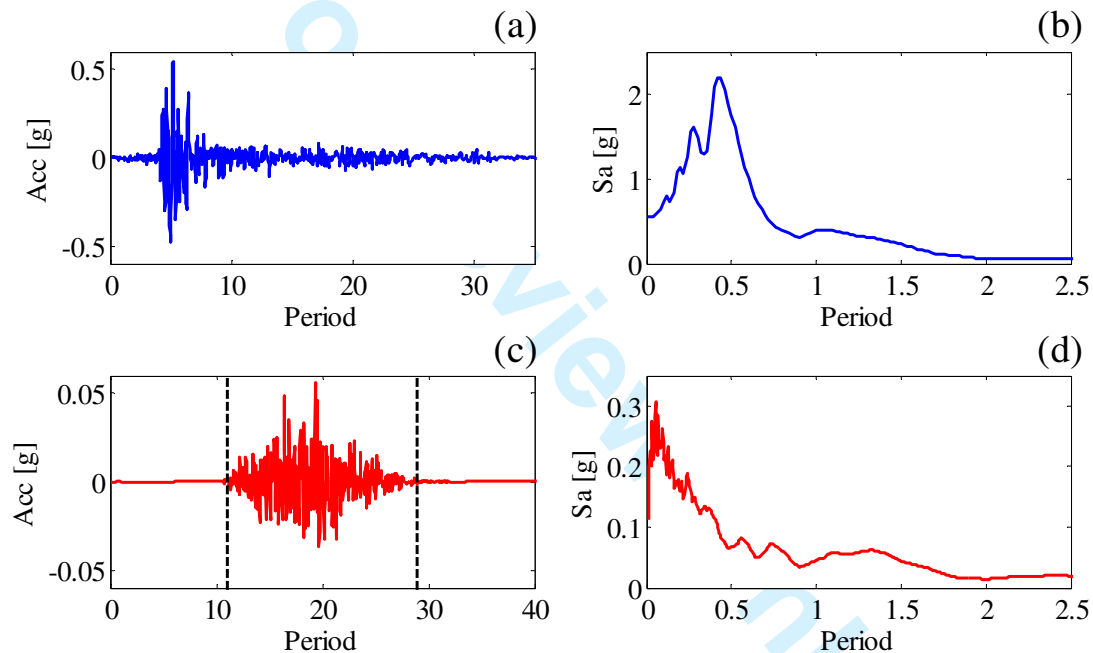 (a)
0.5
0
-0.5
Acc [g]
0 10 20 30
Period
(b)
2
1
0
Sa [g]
0 0.5 1 1.5 2 2.5
Period
(c)
0.05
0
-0.05
Acc [g]
0 10 20 30 40
Period
(d)
0.3
0.2
0.1
0
Sa [g]
0 0.5 1 1.5 2 2.5
Period